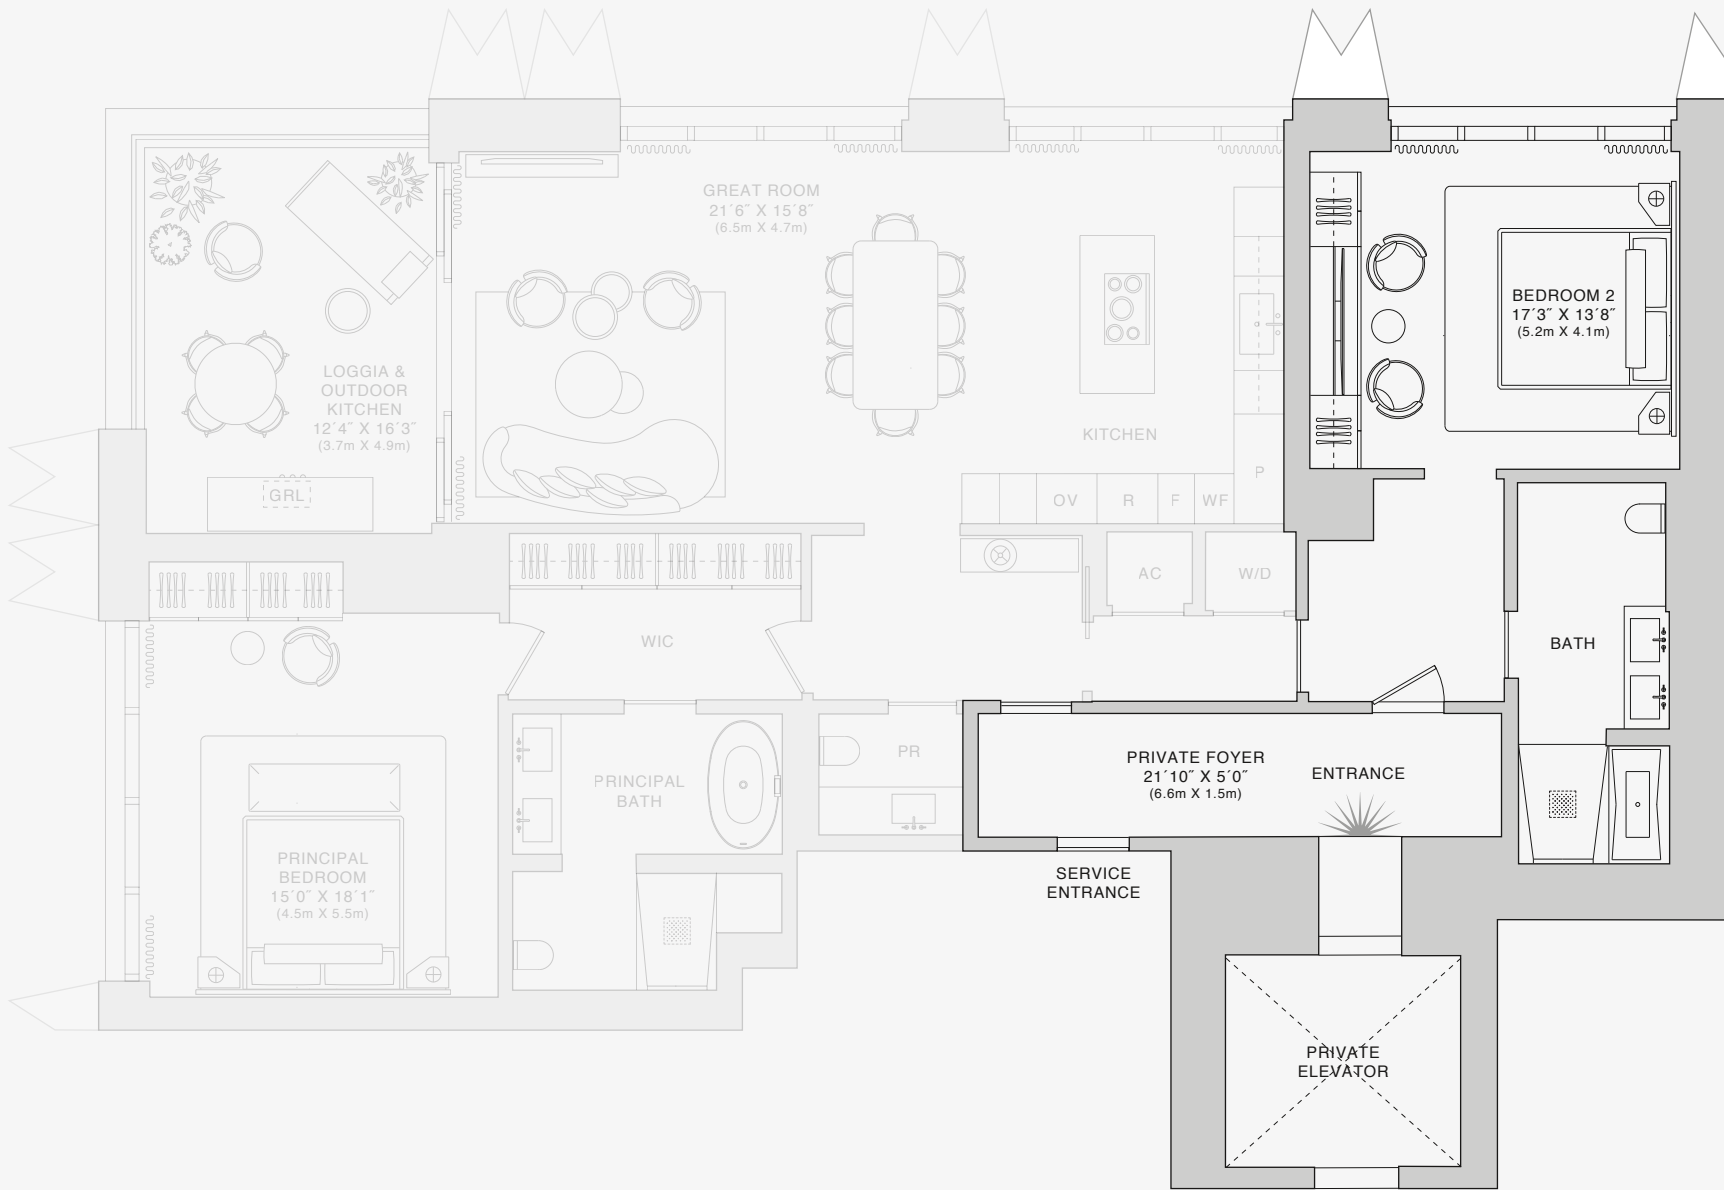 GREAT ROOM
21´6˝ X 15´8˝
(6.5m X 4.7m)
BEDROOM 2
17´3˝ X 13´8˝
(5.2m X 4.1m)
LOGGIA &
OUTDOOR
KITCHEN
12´4˝ X 16´3˝
(3.7m X 4.9m)
KITCHEN
GRL
OV
R
F
WF
P
AC
W/D
WIC
BATH
PRINCIPAL
BATH
PR
PRIVATE FOYER
21´10˝ X 5´0˝
(6.6m X 1.5m)
ENTRANCE
PRINCIPAL
BEDROOM
15´0˝ X 18´1˝
(4.5m X 5.5m)
SERVICE
ENTRANCE
PRIVATE
ELEVATOR